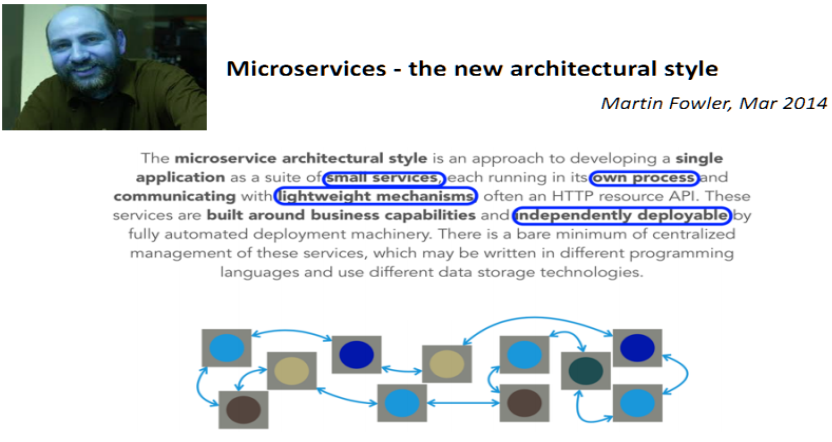 Microservices - the new architectural style
Martin Fowler, Mar 2014
The microservice architectural style is an approach to developing a single
application as a suite of small services, each running in its own process and
communicating with lightweight mechanisms, often an HTTP resource API. These
services are built around business capabilities and independently deployable by
fully automated deployment machinery. There is a bare minimum of centralized
management of these services, which may be written in different programming
languages and use different data storage technologies.